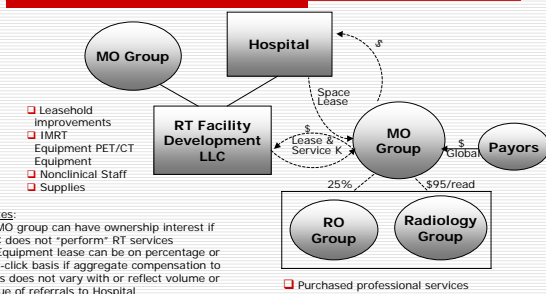 Hospital
$
MO Group
Space
Lease
Leasehold
improvements
IMRT
Equipment PET/CT
Equipment
Nonclinical Staff
Supplies
RT Facility
Development
LLC
$
Lease &
Service K
MO
Group
$
Global
Payors
25%
$95/read
RO
Group
Radiology
Group
MO group can have ownership interest if
does not "perform" RT services
Equipment lease can be on percentage or
-click basis if aggregate compensation to
does not vary with or reflect volume or
of referrals to Hospital
Purchased professional services